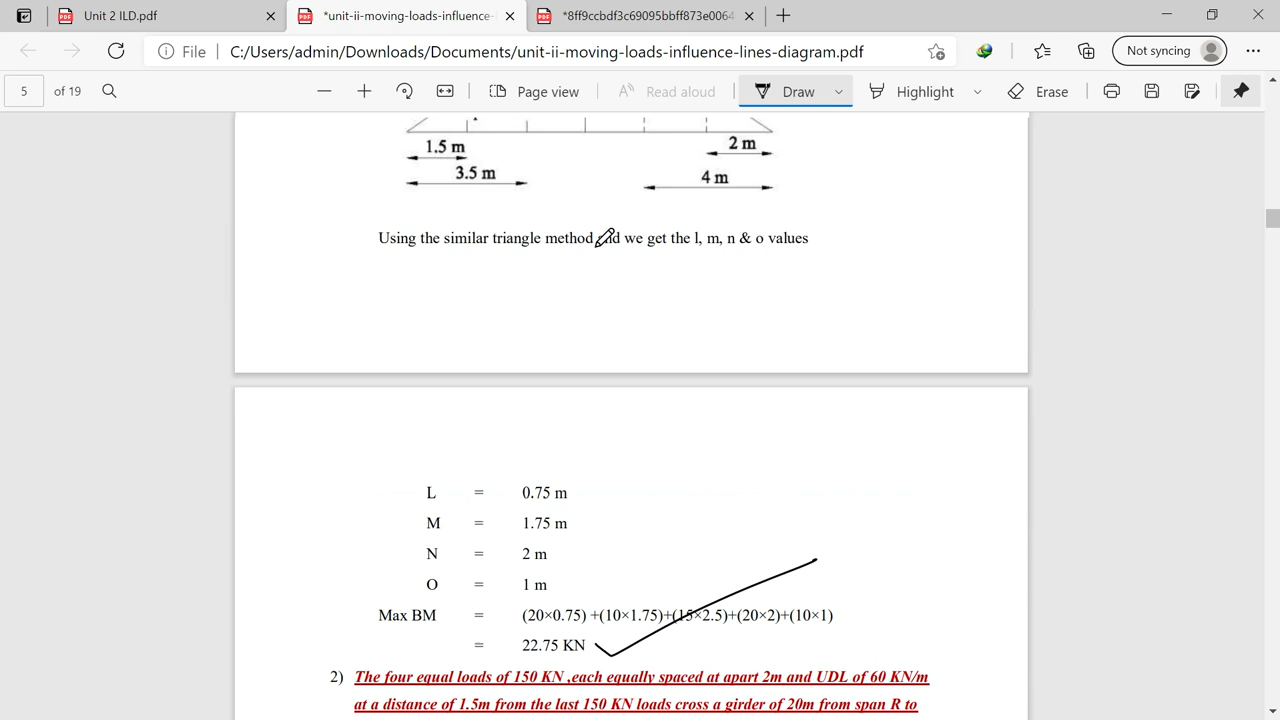 Unit 2 ILD.pdf
*unit-ii-moving-loads-influence-
*8ff9ccbdf3c69095bbff873e0064
File C:/Users/admin/Downloads/Documents/unit-ii-moving-loads-influence-lines-diagram.pdf
Not syncing
5 of 19
Page view
Read aloud
Draw
Highlight
Erase
1.5 m
2 m
3.5 m
4 m
Using the similar triangle method we get the l, m, n & o values
L = 0.75 m
M = 1.75 m
N = 2 m
O = 1 m
Max BM = (20×0.75) +(10×1.75)+(15×2.5)+(20×2)+(10×1)
= 22.75 KN
2) The four equal loads of 150 KN ,each equally spaced at apart 2m and UDL of 60 KN/m
at a distance of 1.5m from the last 150 KN loads cross a girder of 20m from span R to